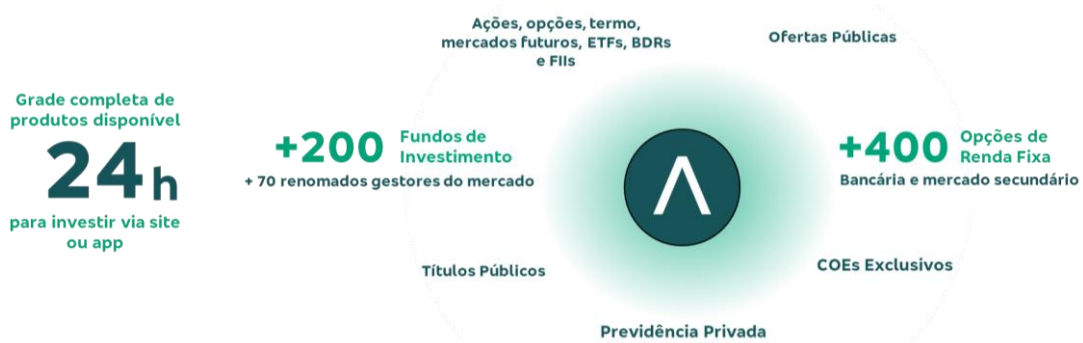 Grade completa de
produtos disponível
24h
para investir via site
ou app
Ações, opções, termo,
mercados futuros, ETFs, BDRs
e FIIs
Ofertas Públicas
+200 Fundos de
Investimento
+ 70 renomados gestores do mercado
+400 Opções de
Renda Fixa
Bancária e mercado secundário
Títulos Públicos
COEs Exclusivos
Previdência Privada